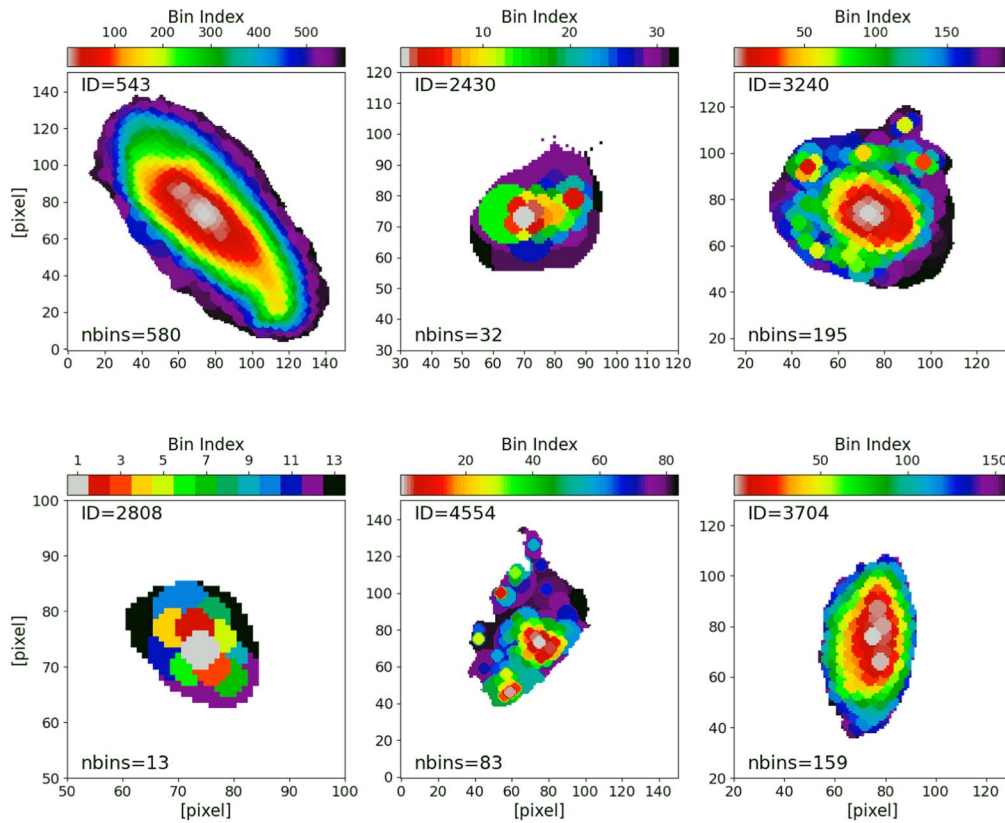 Bin Index Bin Index Bin Index
100 200 300 400 500 10 20 30 50 100 150
ID=543 ID=2430 ID=3240
140 120 100 80 60 40 20 0
[pixel]
0 20 40 60 80 100 120 140
nbins=580
120 110 100 90 80 70 60 50 40 30
30 40 50 60 70 80 90 100 110 120
nbins=32
120 100 80 60 40 20
20 40 60 80 100 120
nbins=195
Bin Index Bin Index Bin Index
1 3 5 7 9 11 13 20 40 60 80 50 100 150
ID=2808 ID=4554 ID=3704
100 90 80 70 60 50
[pixel]
nbins=13
50 60 70 80 90 100
[pixel]
140 120 100 80 60 40 20 0
nbins=83
0 20 40 60 80 100 120 140
[pixel]
120 100 80 60 40 20
nbins=159
20 40 60 80 100 120
[pixel]